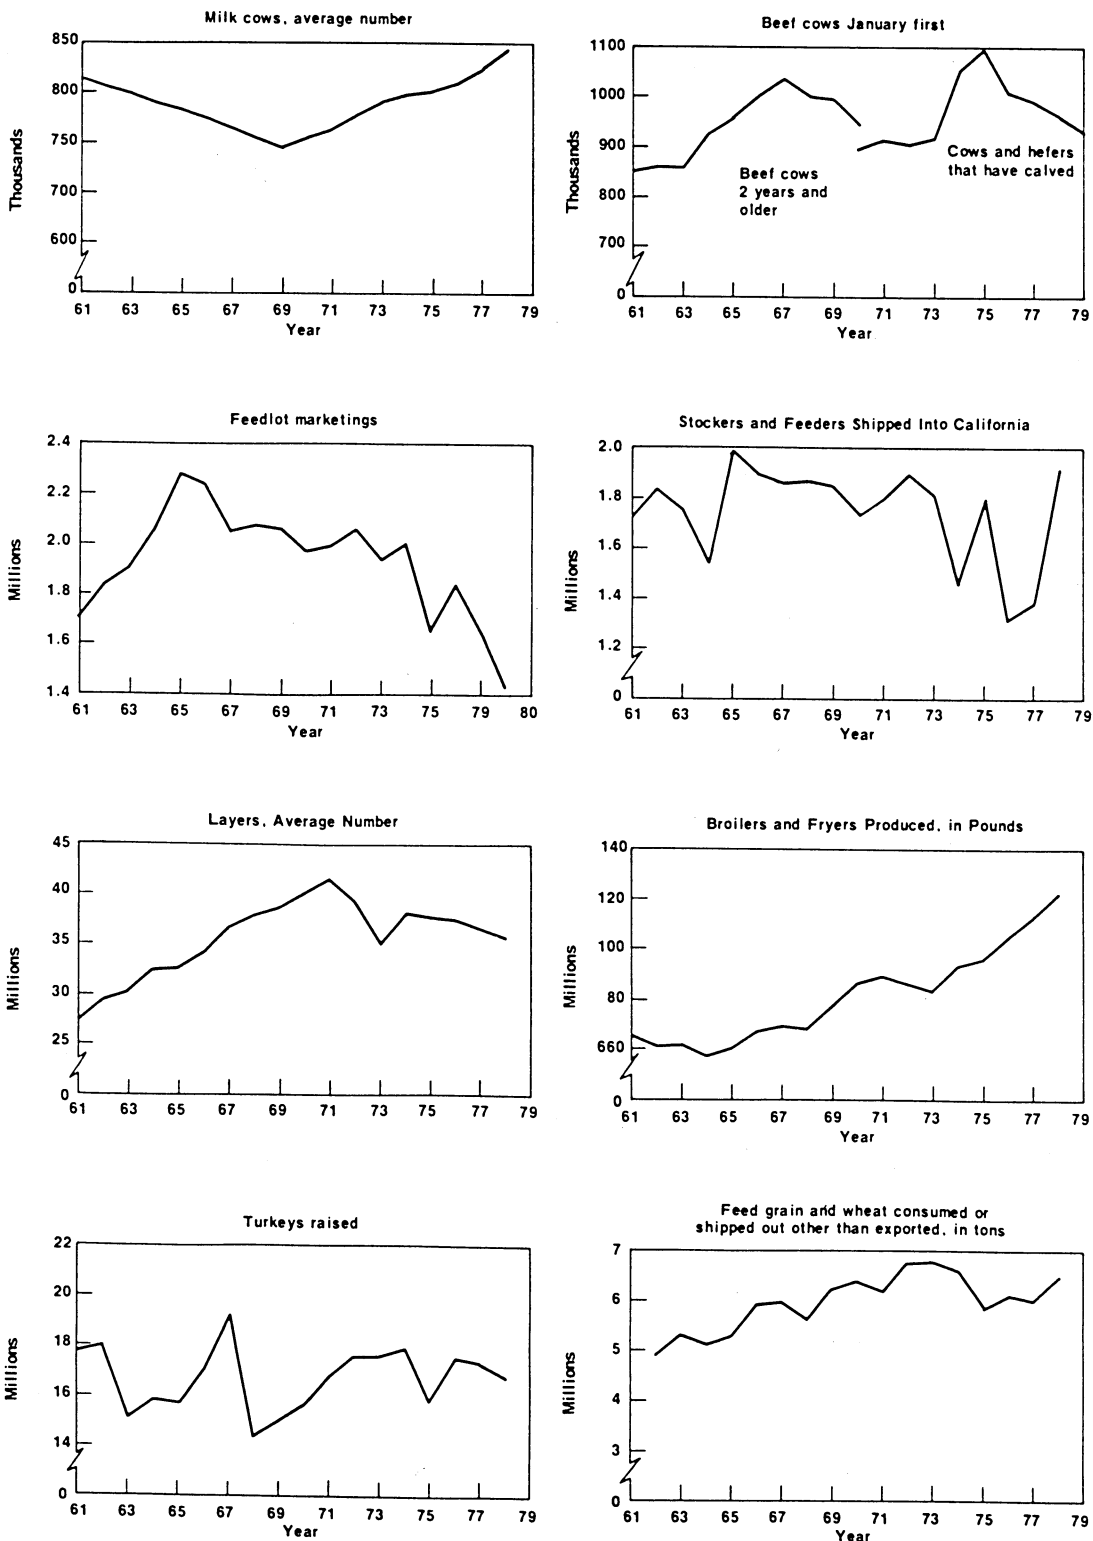 Milk cows, average number
850
800
750
700
600
0
Thousands
61 63 65 67 69 71 73 75 77 79
Year
Beef cows January first
1100
1000
900
800
700
0
Thousands
Beef cows
2 years and
older
Cows and hefers
that have calved
61 63 65 67 69 71 73 75 77 79
Year
Feedlot marketings
2.4
2.2
2.0
1.8
1.6
1.4
Millions
61 63 65 67 69 71 73 75 79 80
Year
Stockers and Feeders Shipped Into California
2.0
1.8
1.6
1.4
1.2
0
Millions
61 63 65 67 69 71 73 75 77 79
Year
Layers, Average Number
45
40
35
30
25
0
Millions
61 63 65 67 69 71 73 75 77 79
Broilers and Fryers Produced, in Pounds
140
120
100
80
660
0
Millions
61 63 65 67 69 71 73 75 77 79
Year
Turkeys raised
22
20
18
16
14
0
Millions
61 63 65 67 69 71 73 75 77 79
Year
Feed grain and wheat consumed or
shipped out other than exported, in tons
7
6
5
4
3
0
Millions
61 63 65 67 69 71 73 75 77 79
Year